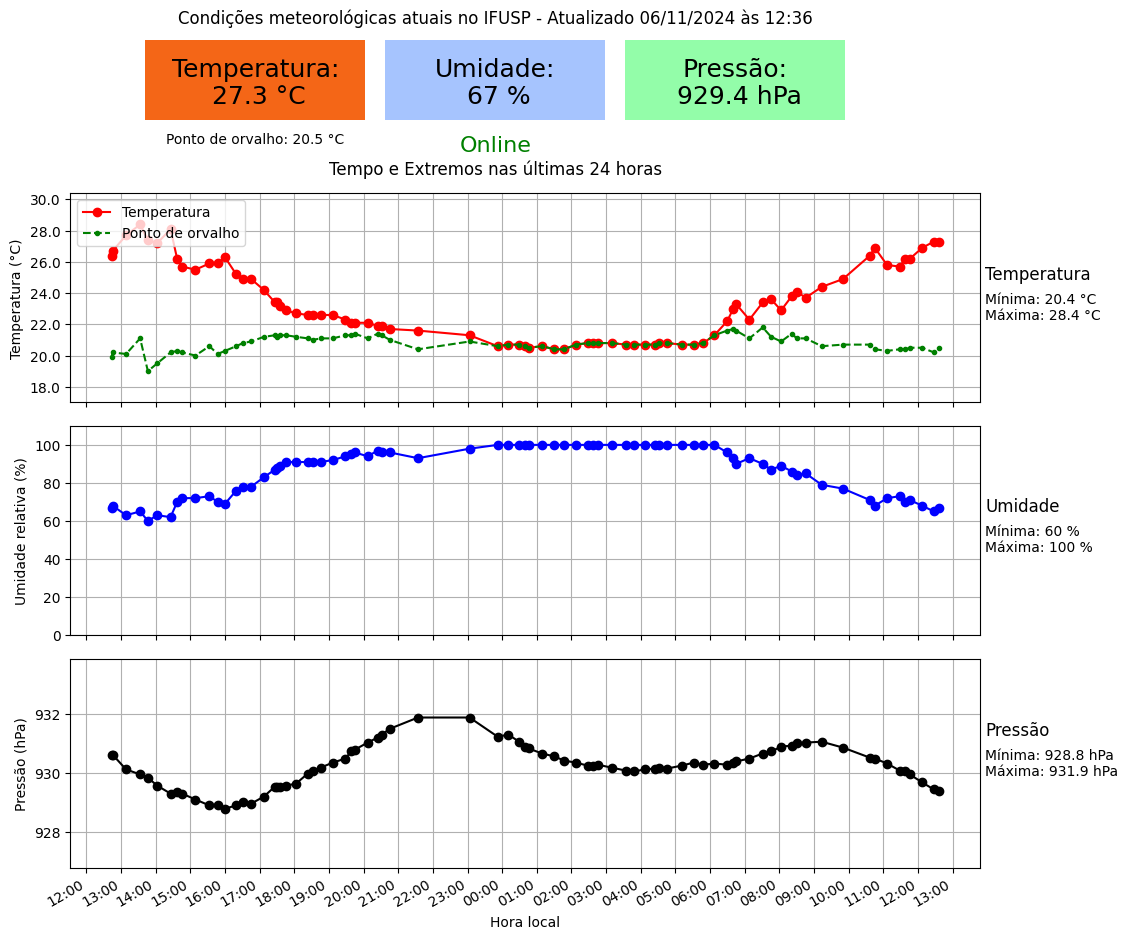 Condições meteorológicas atuais no IFUSP - Atualizado 06/11/2024 às 12:36
Temperatura:
27.3 °C
Umidade:
67 %
Pressão:
929.4 hPa
Ponto de orvalho: 20.5 °C
Online
Tempo e Extremos nas últimas 24 horas
Temperatura (°C)
30.0
28.0
26.0
24.0
22.0
20.0
18.0
Temperatura
Ponto de orvalho
Temperatura
Mínima: 20.4 °C
Máxima: 28.4 °C
Umidade relativa (%)
100
80
60
40
20
0
Umidade
Mínima: 60 %
Máxima: 100 %
Pressão (hPa)
932
930
928
Pressão
Mínima: 928.8 hPa
Máxima: 931.9 hPa
12:00 13:00 14:00 15:00 16:00 17:00 18:00 19:00 20:00 21:00 22:00 23:00 00:00 01:00 02:00 03:00 04:00 05:00 06:00 07:00 08:00 09:00 10:00 11:00 12:00 13:00
Hora local